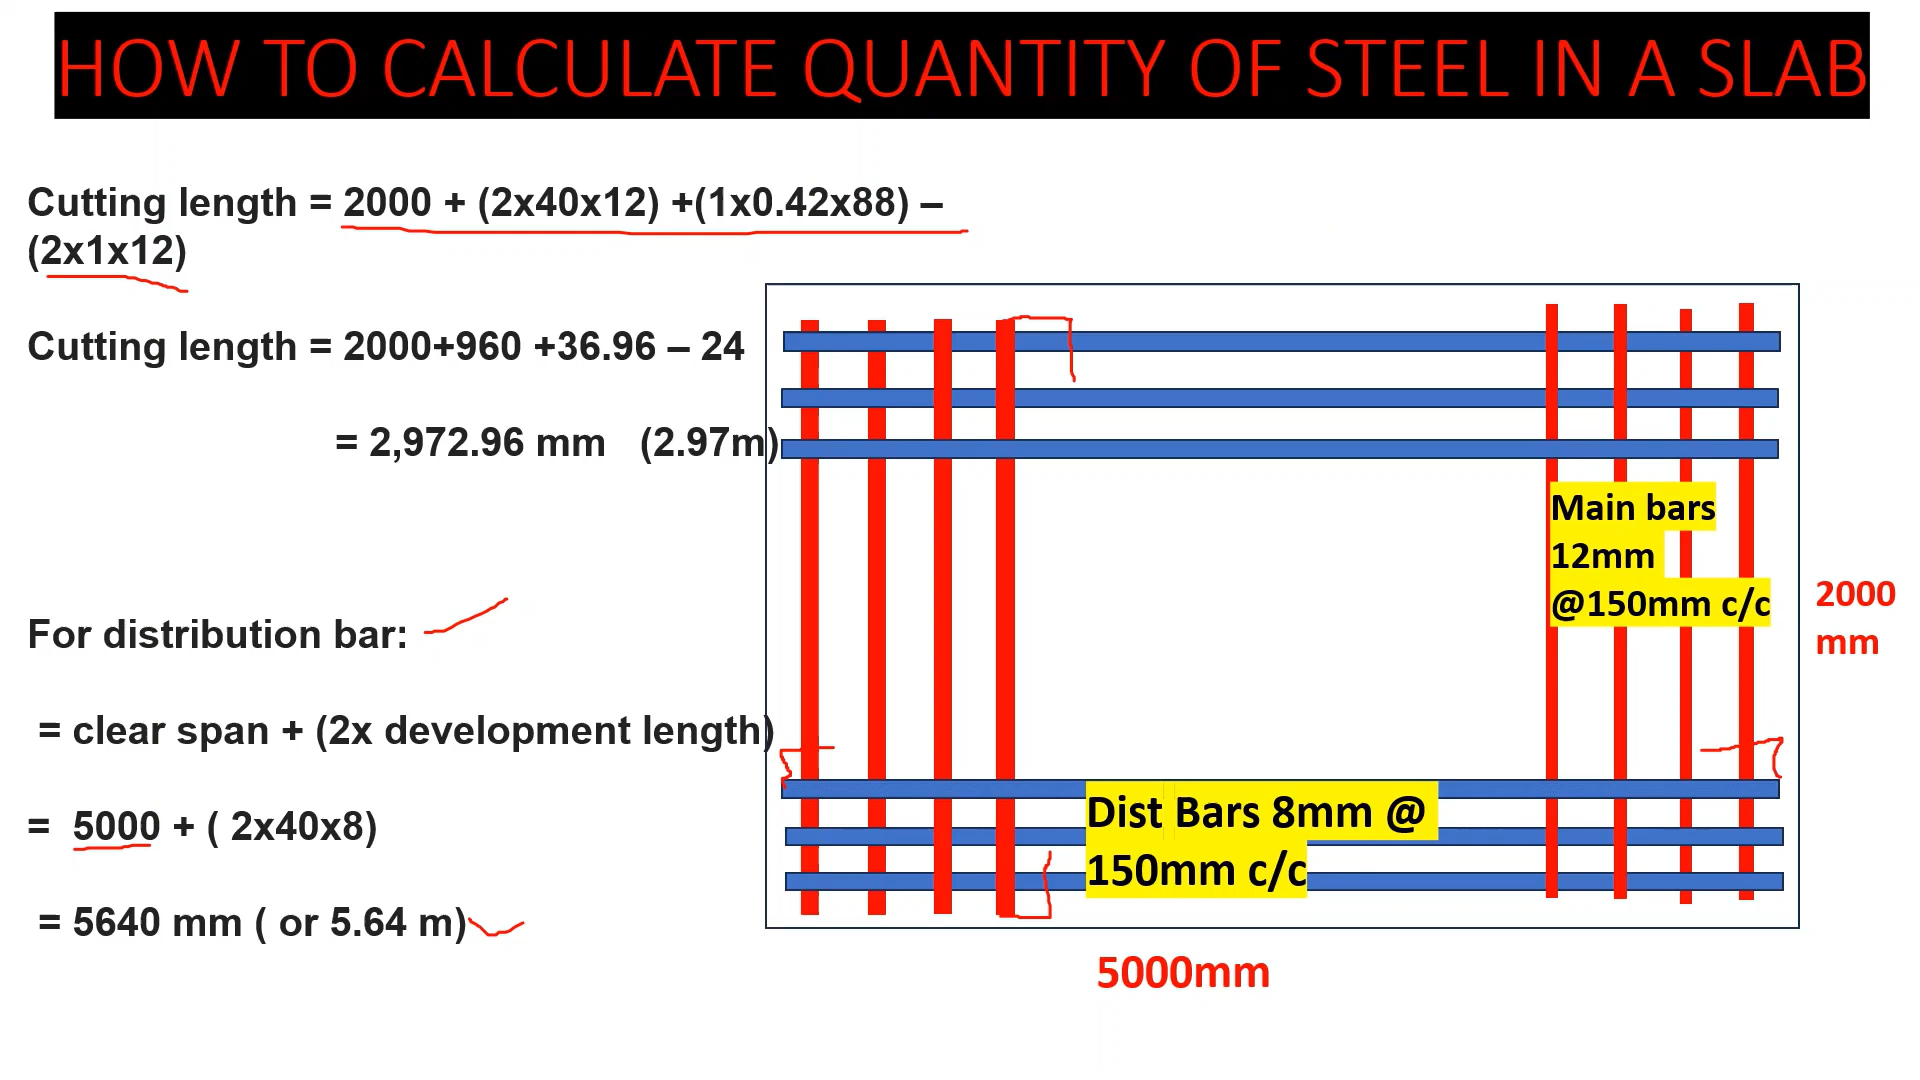 HOW TO CALCULATE QUANTITY OF STEEL IN A SLAB
Cutting length = 2000 + (2x40x12) +(1x0.42x88) –
(2x1x12)
Cutting length = 2000+960 +36.96 – 24
= 2,972.96 mm (2.97m)
For distribution bar:
= clear span + (2x development length)
= 5000 + ( 2x40x8)
= 5640 mm ( or 5.64 m)
Main bars
12mm
@150mm c/c
2000
mm
Dist Bars 8mm @
150mm c/c
5000mm